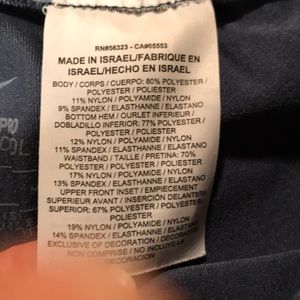 RN#56323 - CA#05553
MADE IN ISRAEL/FABRIQUE EN
ISRAEL/HECHO EN ISRAEL
BODY / CORPS / CUERPO: 80% POLYESTER /
POLYESTER / POLIESTER
11% NYLON / POLYAMIDE / NYLON
9% SPANDEX / ELASTHANNE / ELASTANO
BOTTOM HEM / OURLET INFERIEUR /
DOBLADILLO INFERIOR: 77% POLYESTER /
POLYESTER / POLIESTER
12% NYLON / POLYAMIDE / NYLON
11% SPANDEX / ELASTHANNE / ELASTANO
WAISTBAND / TAILLE / PRETINA: 70%
POLYESTER / POLYESTER / POLIESTER
17% NYLON / POLYAMIDE / NYLON
13% SPANDEX / ELASTHANNE / ELASTANO
UPPER FRONT INSET / EMPIECEMENT
SUPERIEUR AVANT / INSERCIÓN DELANTERA
SUPERIOR: 67% POLYESTER / POLYESTER /
POLIESTER
19% NYLON / POLYAMIDE / NYLON
14% SPANDEX / ELASTHANNE / ELASTANO
EXCLUSIVE OF DECORATION / DECORATION
NON COMPRISE / NO INCLUYE LA
DECORACION
PRO